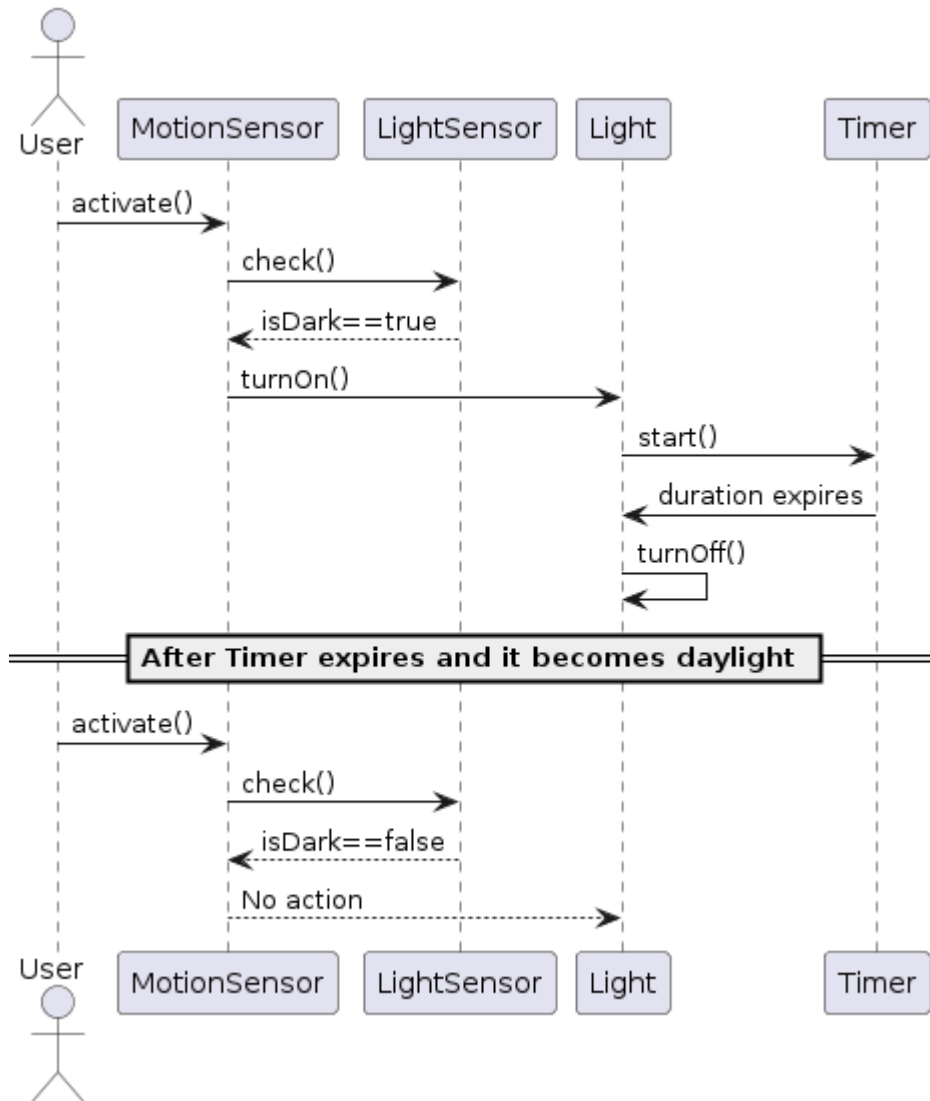 User
MotionSensor
LightSensor
Light
Timer
activate()
check()
isDark==true
turnOn()
start()
duration expires
turnOff()
After Timer expires and it becomes daylight
activate()
check()
isDark==false
No action
User
MotionSensor
LightSensor
Light
Timer